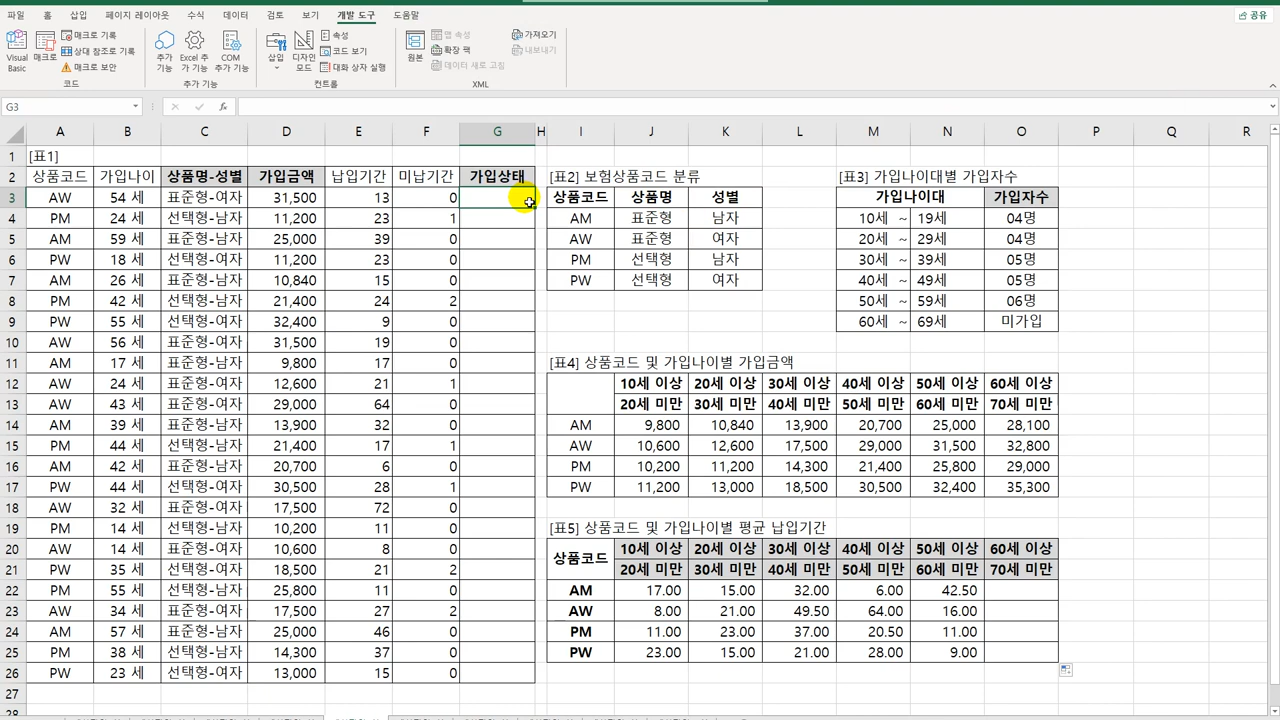 파일 홈 삽입 페이지 레이아웃 수식 데이터 검토 보기 개발 도구 도움말 공유
Visual Basic 매크로 매크로 기록 상대 참조로 기록 매크로 보안 추가 기능 Excel 추가 기능 COM 추가 기능 삽입 디자인 모드 속성 코드 보기 대화 상자 실행 원본 맵 속성 확장 팩 데이터 새로 고침 가져오기 내보내기
코드 추가 기능 컨트롤 XML
G3 fx
A B C D E F G H I J K L M N O P Q R
1 [표1]
2 상품코드 가입나이 상품명-성별 가입금액 납입기간 미납기간 가입상태 [표2] 보험상품코드 분류 [표3] 가입나이대별 가입자수
3 AW 54 세 표준형-여자 31,500 13 0 상품코드 상품명 성별 가입나이대 가입자수
4 PM 24 세 선택형-남자 11,200 23 1 AM 표준형 남자 10세 ~ 19세 04명
5 AM 59 세 표준형-남자 25,000 39 0 AW 표준형 여자 20세 ~ 29세 04명
6 PW 18 세 선택형-여자 11,200 23 0 PM 선택형 남자 30세 ~ 39세 05명
7 AM 26 세 표준형-남자 10,840 15 0 PW 선택형 여자 40세 ~ 49세 05명
8 PM 42 세 선택형-남자 21,400 24 2 50세 ~ 59세 06명
9 PW 55 세 선택형-여자 32,400 9 0 60세 ~ 69세 미가입
10 AW 56 세 표준형-여자 31,500 19 0
11 AM 17 세 표준형-남자 9,800 17 0 [표4] 상품코드 및 가입나이별 가입금액
12 AW 24 세 표준형-여자 12,600 21 1 10세 이상 20세 이상 30세 이상 40세 이상 50세 이상 60세 이상
13 AW 43 세 표준형-여자 29,000 64 0 20세 미만 30세 미만 40세 미만 50세 미만 60세 미만 70세 미만
14 AM 39 세 표준형-남자 13,900 32 0 AM 9,800 10,840 13,900 20,700 25,000 28,100
15 PM 44 세 선택형-남자 21,400 17 1 AW 10,600 12,600 17,500 29,000 31,500 32,800
16 AM 42 세 표준형-남자 20,700 6 0 PM 10,200 11,200 14,300 21,400 25,800 29,000
17 PW 44 세 선택형-여자 30,500 28 1 PW 11,200 13,000 18,500 30,500 32,400 35,300
18 AW 32 세 표준형-여자 17,500 72 0
19 PM 14 세 선택형-남자 10,200 11 0 [표5] 상품코드 및 가입나이별 평균 납입기간
20 AW 14 세 표준형-여자 10,600 8 0 상품코드 10세 이상 20세 이상 30세 이상 40세 이상 50세 이상 60세 이상
21 PW 35 세 선택형-여자 18,500 21 2 20세 미만 30세 미만 40세 미만 50세 미만 60세 미만 70세 미만
22 PM 55 세 선택형-남자 25,800 11 0 AM 17.00 15.00 32.00 6.00 42.50
23 AW 34 세 표준형-여자 17,500 27 2 AW 8.00 21.00 49.50 64.00 16.00
24 AM 57 세 표준형-남자 25,000 46 0 PM 11.00 23.00 37.00 20.50 11.00
25 PM 38 세 선택형-남자 14,300 37 0 PW 23.00 15.00 21.00 28.00 9.00
26 PW 23 세 선택형-여자 13,000 15 0
27
28